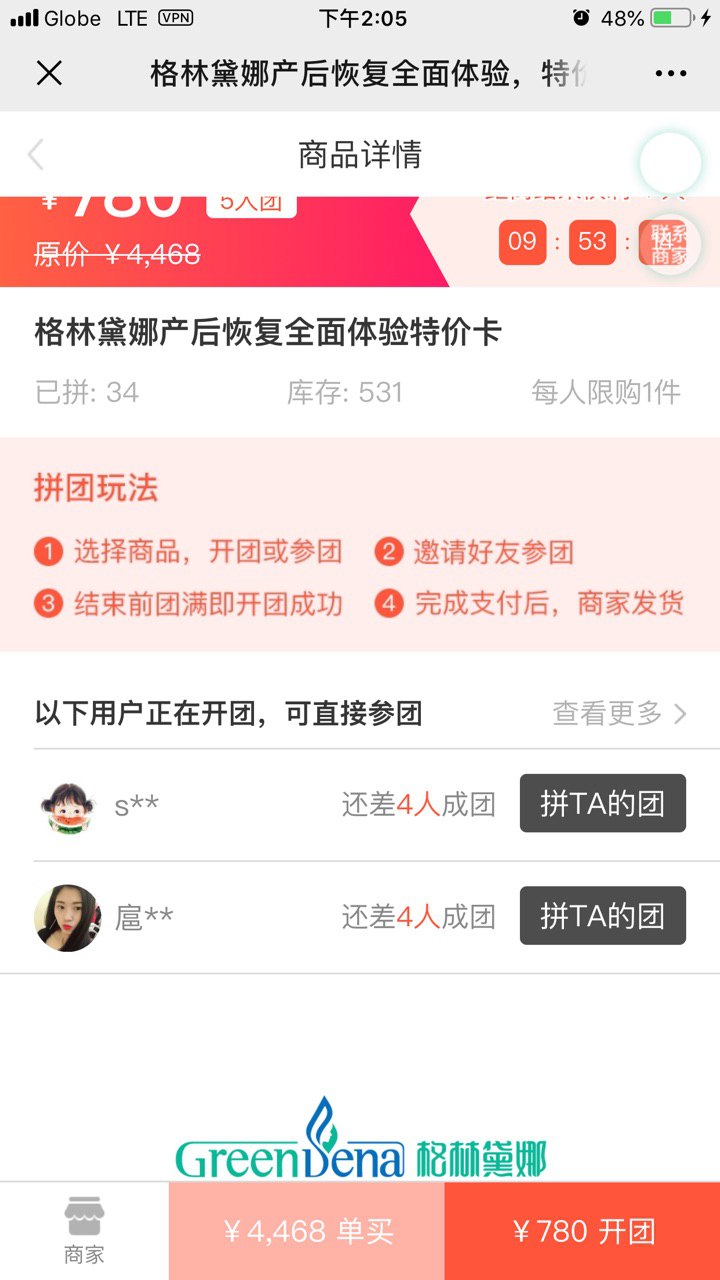 Globe LTE VPN 下午2:05 48%
格林黛娜产后恢复全面体验，特
商品详情
¥780 5人团
原价 ¥4,468
09 : 53 :
联系
商家
格林黛娜产后恢复全面体验特价卡
已拼: 34 库存: 531 每人限购1件
拼团玩法
1 选择商品，开团或参团 2 邀请好友参团
3 结束前团满即开团成功 4 完成支付后，商家发货
以下用户正在开团，可直接参团 查看更多
s** 还差4人成团 拼TA的团
扈** 还差4人成团 拼TA的团
GreenDena 格林黛娜
商家 ¥4,468 单买 ¥780 开团